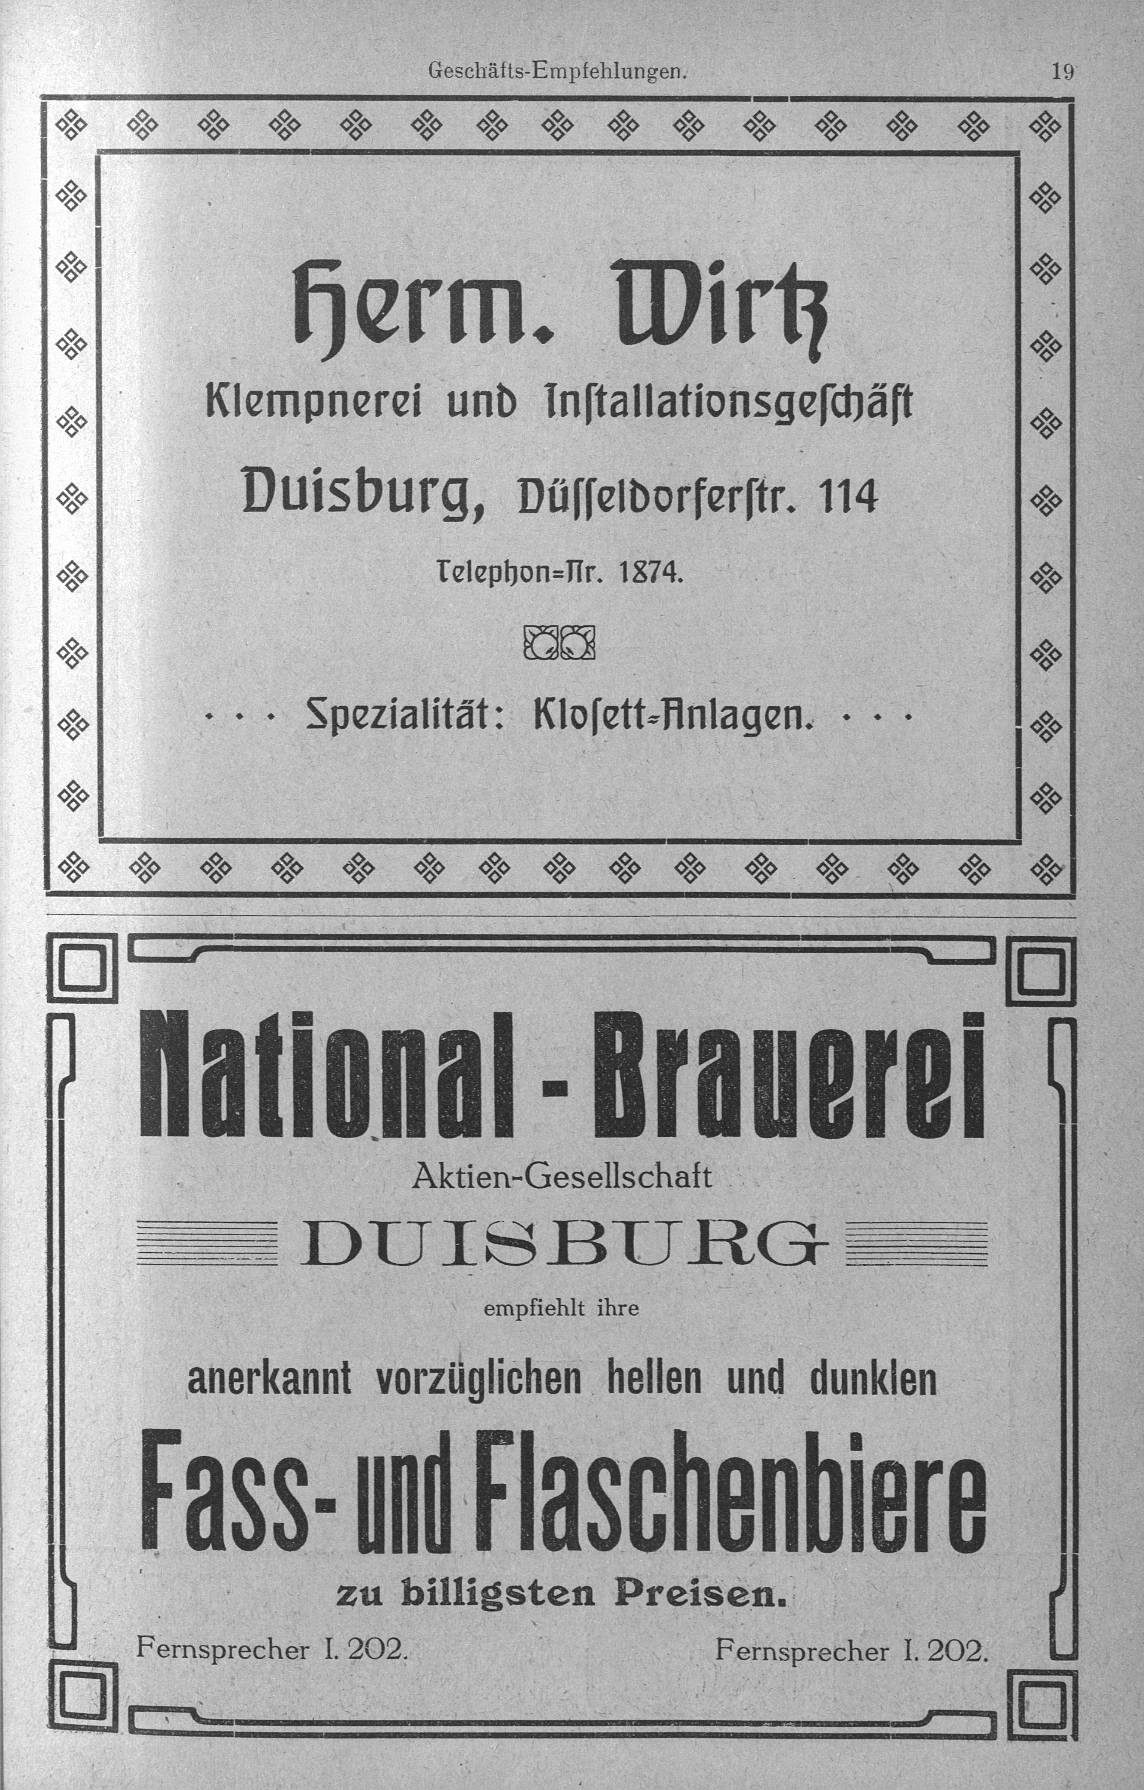 Geschäfts-Empfehlungen. 19
Herm. Wirtz
Klempnerei und Inſtallationsgeſchäft
Duisburg, Düſſeldorferſtr. 114
Telephon=Nr. 1874.
Spezialität: Kloſett=Anlagen.
National-Brauerei
Aktien-Gesellschaft
DUISBURG
empfiehlt ihre
anerkannt vorzüglichen hellen und dunklen
Fass- und Flaschenbiere
zu billigsten Preisen.
Fernsprecher I. 202. Fernsprecher I. 202.